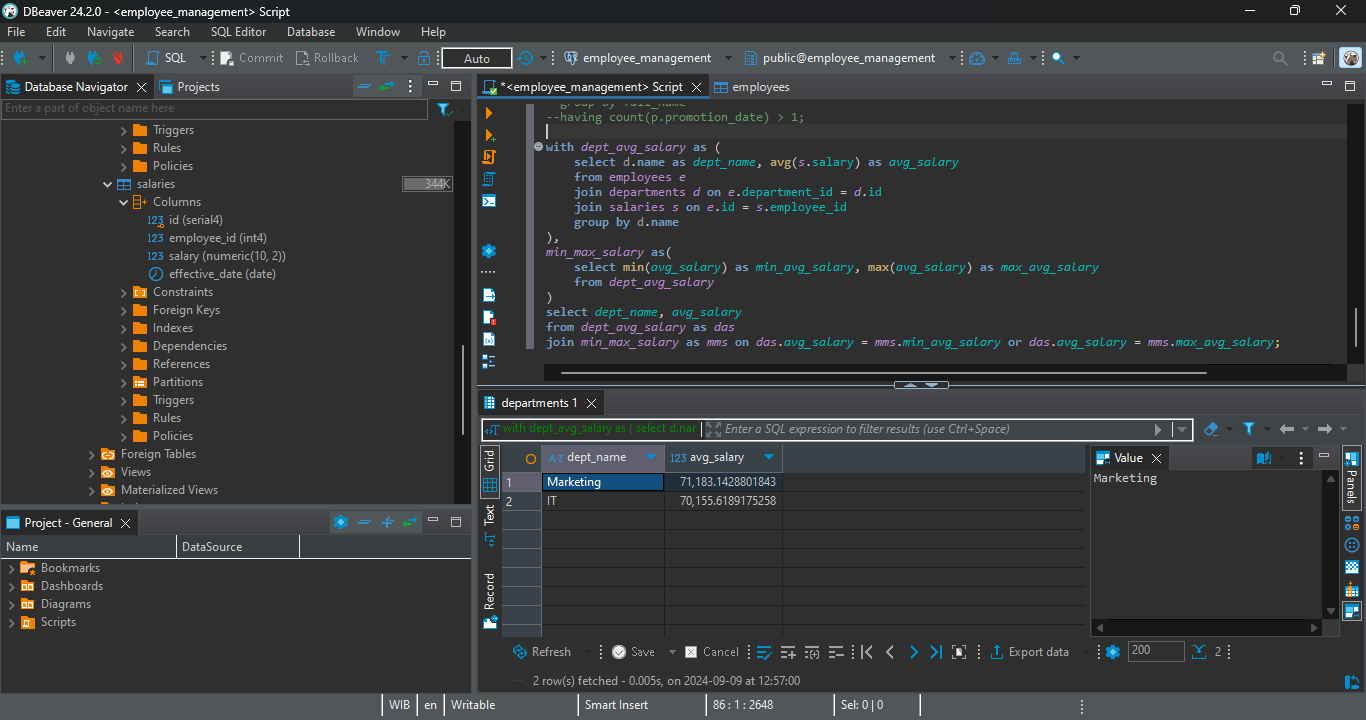 DBeaver 24.2.0 - <employee_management> Script
File Edit Navigate Search SQL Editor Database Window Help
SQL Commit Rollback Auto employee_management public@employee_management
Database Navigator Projects
Enter a part of object name here
Triggers
Rules
Policies
salaries 344K
Columns
123 id (serial4)
123 employee_id (int4)
123 salary (numeric(10, 2))
effective_date (date)
Constraints
Foreign Keys
Indexes
Dependencies
References
Partitions
Triggers
Rules
Policies
Foreign Tables
Views
Materialized Views
Project - General
Name DataSource
Bookmarks
Dashboards
Diagrams
Scripts
*<employee_management> Script employees
--having count(p.promotion_date) > 1;
with dept_avg_salary as (
select d.name as dept_name, avg(s.salary) as avg_salary
from employees e
join departments d on e.department_id = d.id
join salaries s on e.id = s.employee_id
group by d.name
),
min_max_salary as(
select min(avg_salary) as min_avg_salary, max(avg_salary) as max_avg_salary
from dept_avg_salary
)
select dept_name, avg_salary
from dept_avg_salary as das
join min_max_salary as mms on das.avg_salary = mms.min_avg_salary or das.avg_salary = mms.max_avg_salary;
departments 1
with dept_avg_salary as ( select d.nar Enter a SQL expression to filter results (use Ctrl+Space)
Grid
Text
Record
A-Z dept_name 123 avg_salary
1 Marketing 71,183.1428801843
2 IT 70,155.6189175258
Value
Marketing
Panels
Refresh Save Cancel Export data 200 2
2 row(s) fetched - 0.005s, on 2024-09-09 at 12:57:00
WIB en Writable Smart Insert 86 : 1 : 2648 Sel: 0 | 0